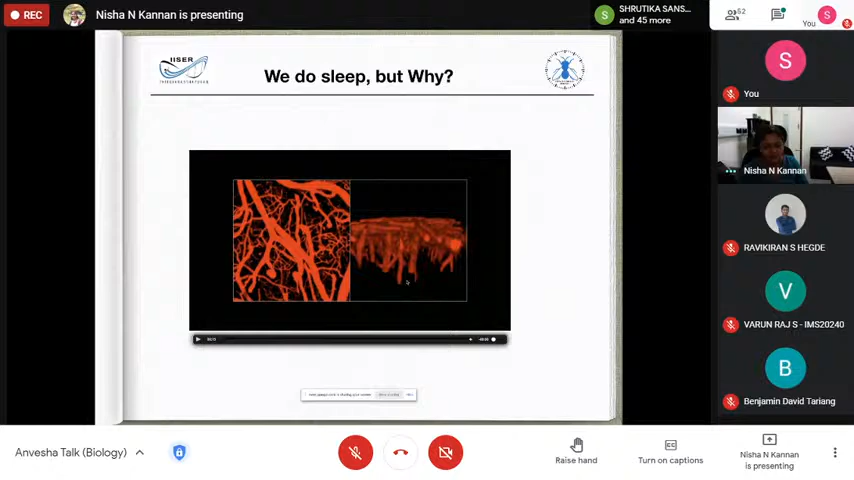 REC
Nisha N Kannan is presenting
S
SHRUTIKA SANS...
and 45 more
52
S
You
IISER
We do sleep, but Why?
S
You
Nisha N Kannan
RAVIKIRAN S HEGDE
V
VARUN RAJ S - IMS20240
B
Benjamin David Tariang
Anvesha Talk (Biology)
Raise hand
Turn on captions
Nisha N Kannan
is presenting